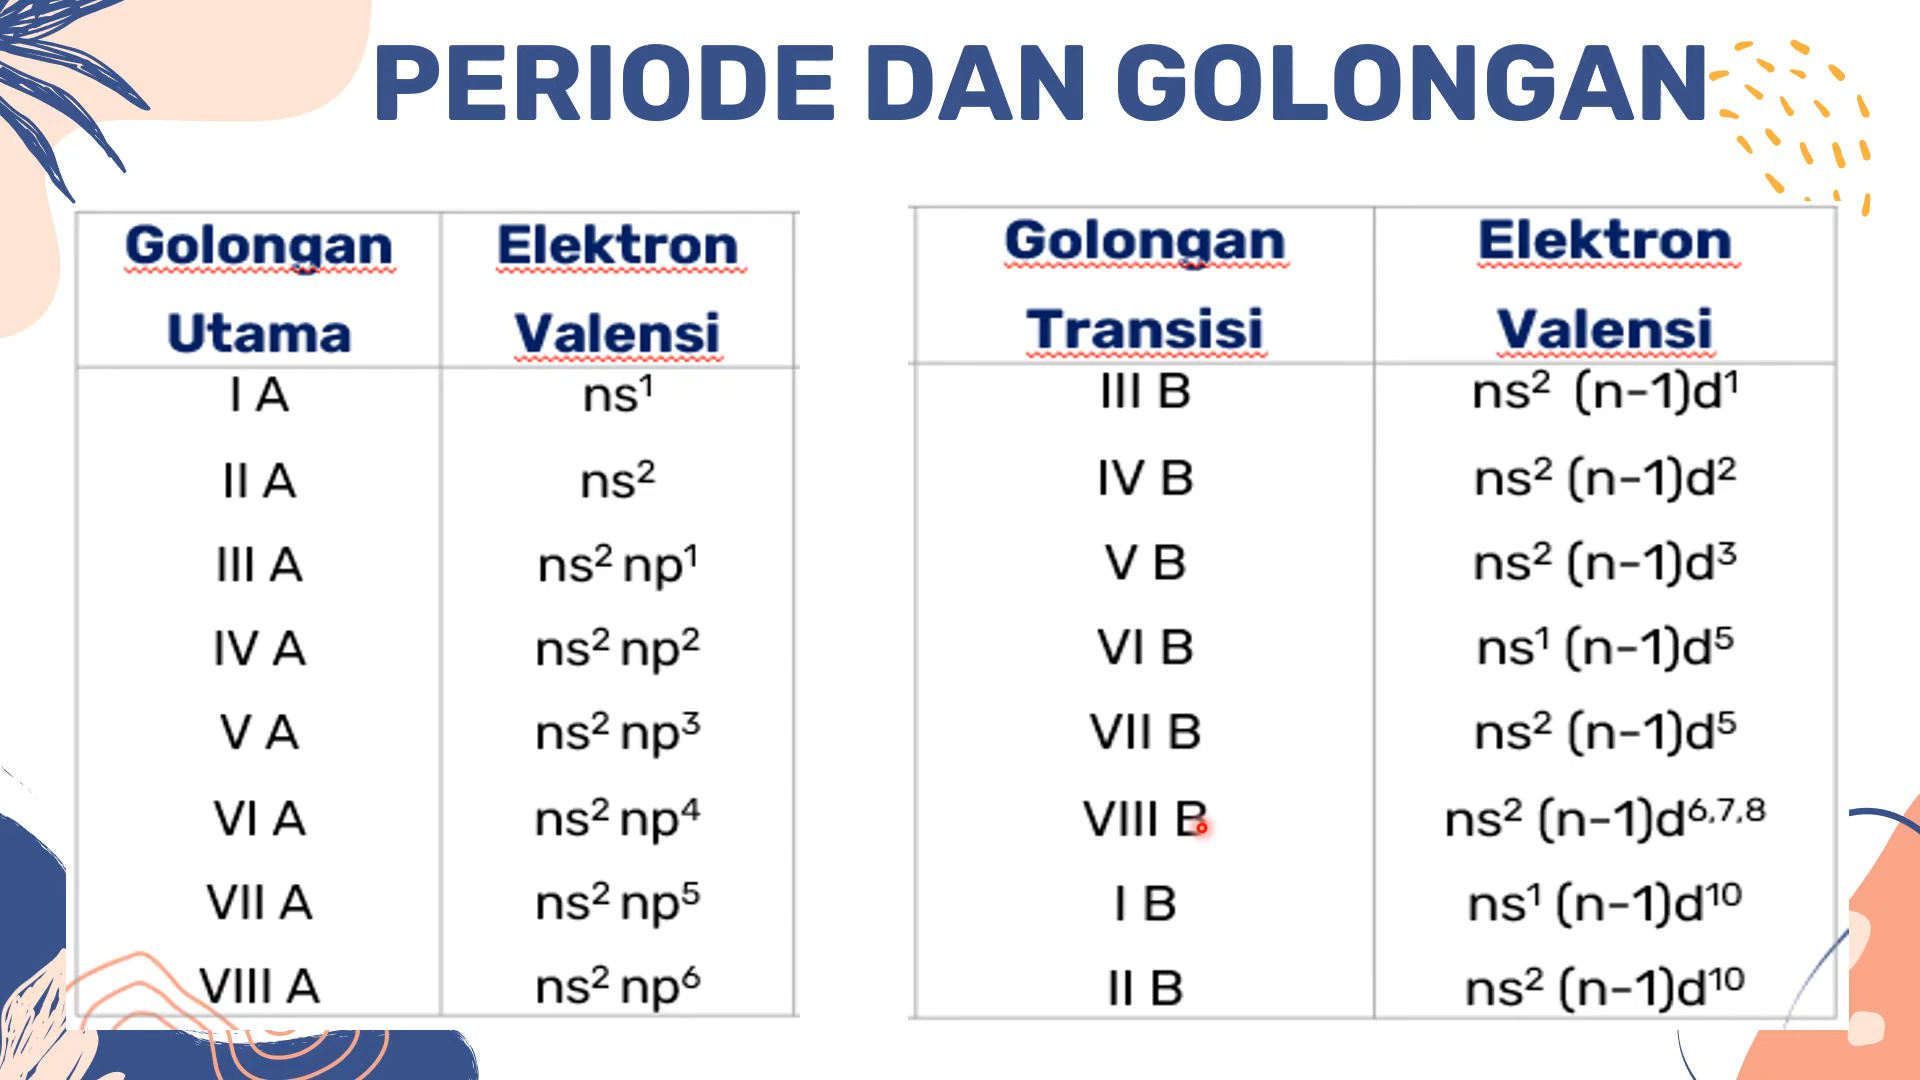 PERIODE DAN GOLONGAN
Golongan Utama | Elektron Valensi
I A | ns¹
II A | ns²
III A | ns² np¹
IV A | ns² np²
V A | ns² np³
VI A | ns² np⁴
VII A | ns² np⁵
VIII A | ns² np⁶
Golongan Transisi | Elektron Valensi
III B | ns² (n-1)d¹
IV B | ns² (n-1)d²
V B | ns² (n-1)d³
VI B | ns¹ (n-1)d⁵
VII B | ns² (n-1)d⁵
VIII B | ns² (n-1)d⁶,⁷,⁸
I B | ns¹ (n-1)d¹⁰
II B | ns² (n-1)d¹⁰